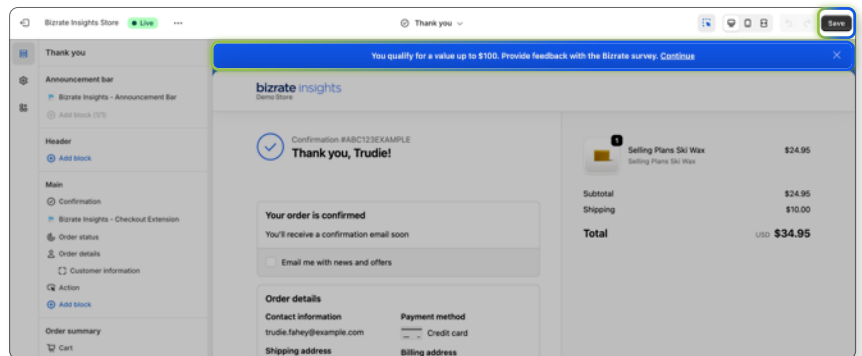 Bizrate Insights Store
Live
Thank you
Save
Thank you
Announcement bar
Bizrate Insights - Announcement Bar
Add block (1/1)
Header
Add block
Main
Confirmation
Bizrate Insights - Checkout Extension
Order status
Order details
Customer information
Action
Add block
Order summary
Cart
You qualify for a value up to $100. Provide feedback with the Bizrate survey. Continue
bizrate insights
Demo Store
Confirmation #ABC123EXAMPLE
Thank you, Trudie!
Your order is confirmed
You'll receive a confirmation email soon
Email me with news and offers
Order details
Contact information
trudie.fahey@example.com
Shipping address
Payment method
Credit card
Billing address
1
Selling Plans Ski Wax $24.95
Selling Plans Ski Wax
Subtotal $24.95
Shipping $10.00
Total USD $34.95